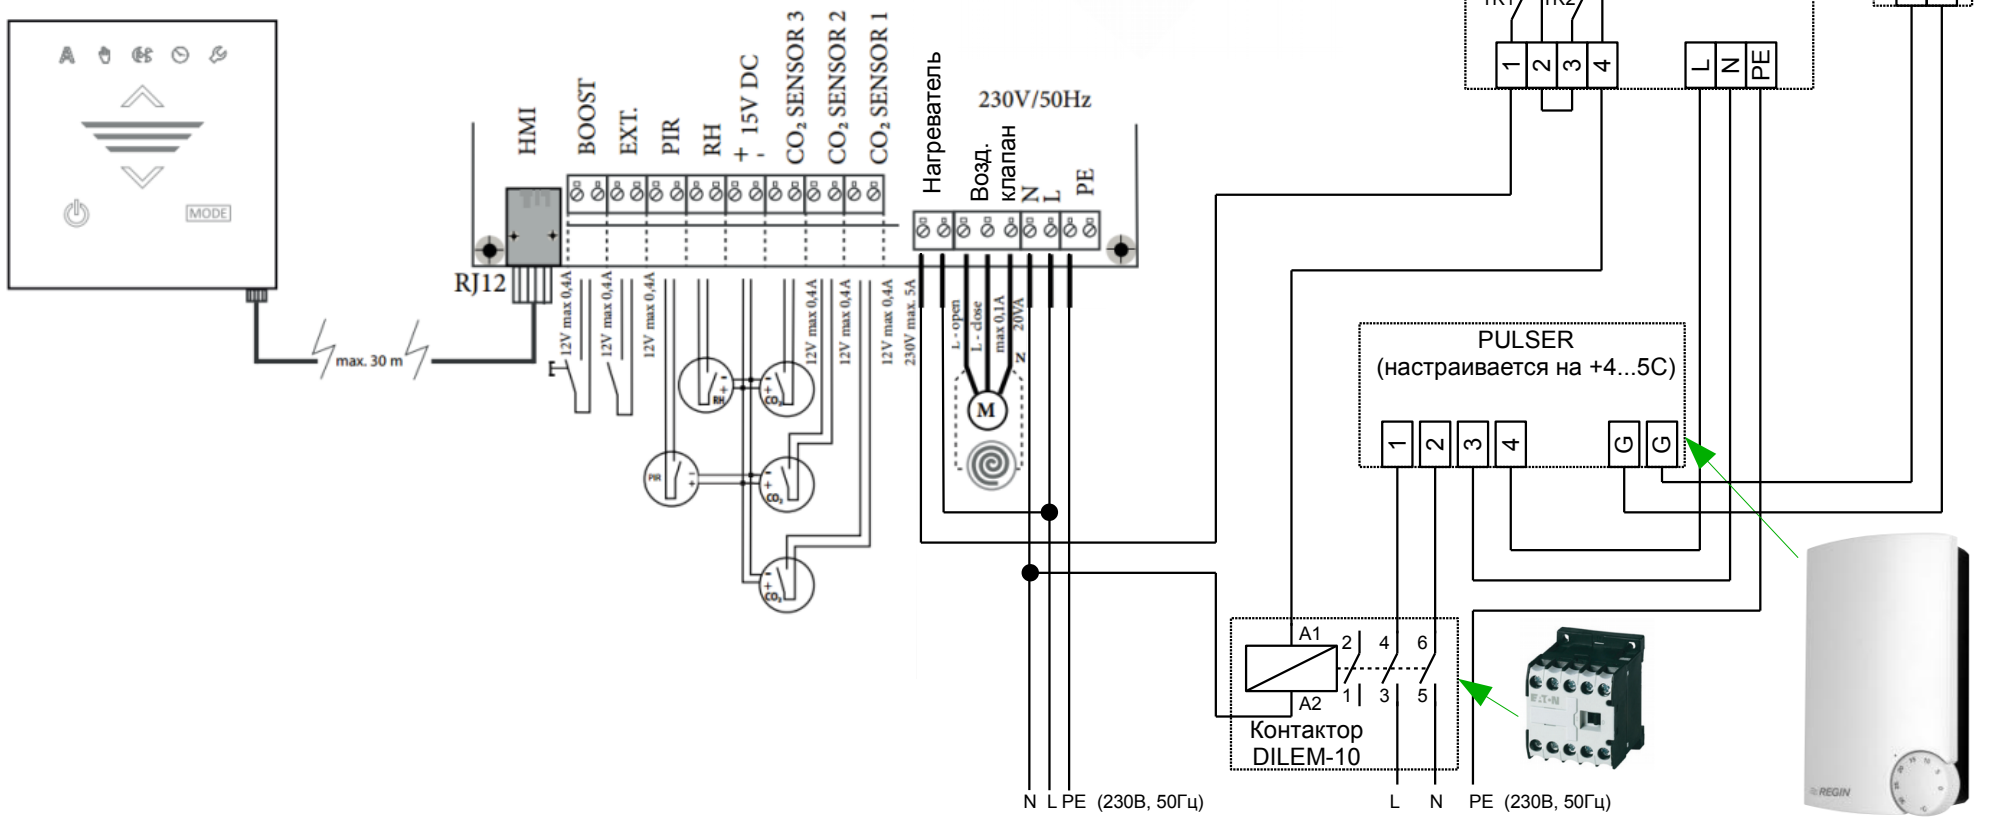 MODE
HMI
RJ12
max. 30 m
BOOST
EXT.
PIR
RH
+ 15V DC
-
CO₂ SENSOR 3
CO₂ SENSOR 2
CO₂ SENSOR 1
Нагреватель
230V/50Hz
Возд.
клапан
N
L
PE
12V max 0,4A
12V max 0,4A
12V max 0,4A
12V max 0,4A
12V max 0,4A
12V max 0,4A
230V max. 5A
L - open
L - close
max 0,1A
20VA
N
M
RH
- +
CO₂
- +
PIR
- +
CO₂
- +
CO₂
- +
N L PE (230В, 50Гц)
1 2 3 4
L N PE
PULSER
(настраивается на +4...5С)
1 2 3 4
G G
A1
2 4 6
1 3 5
A2
Контактор
DILEM-10
L N PE (230В, 50Гц)
E·T·N
REGIN